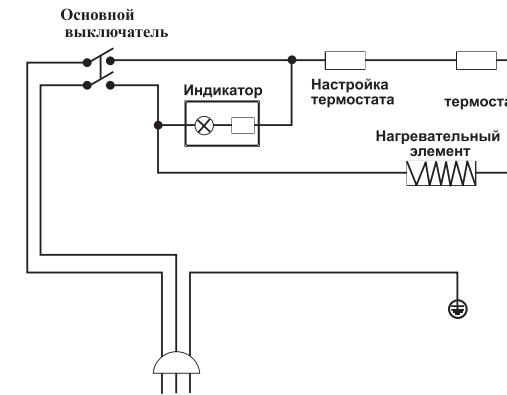 Основной
выключатель
Индикатор
Настройка
термостата
Нагревательный
элемент